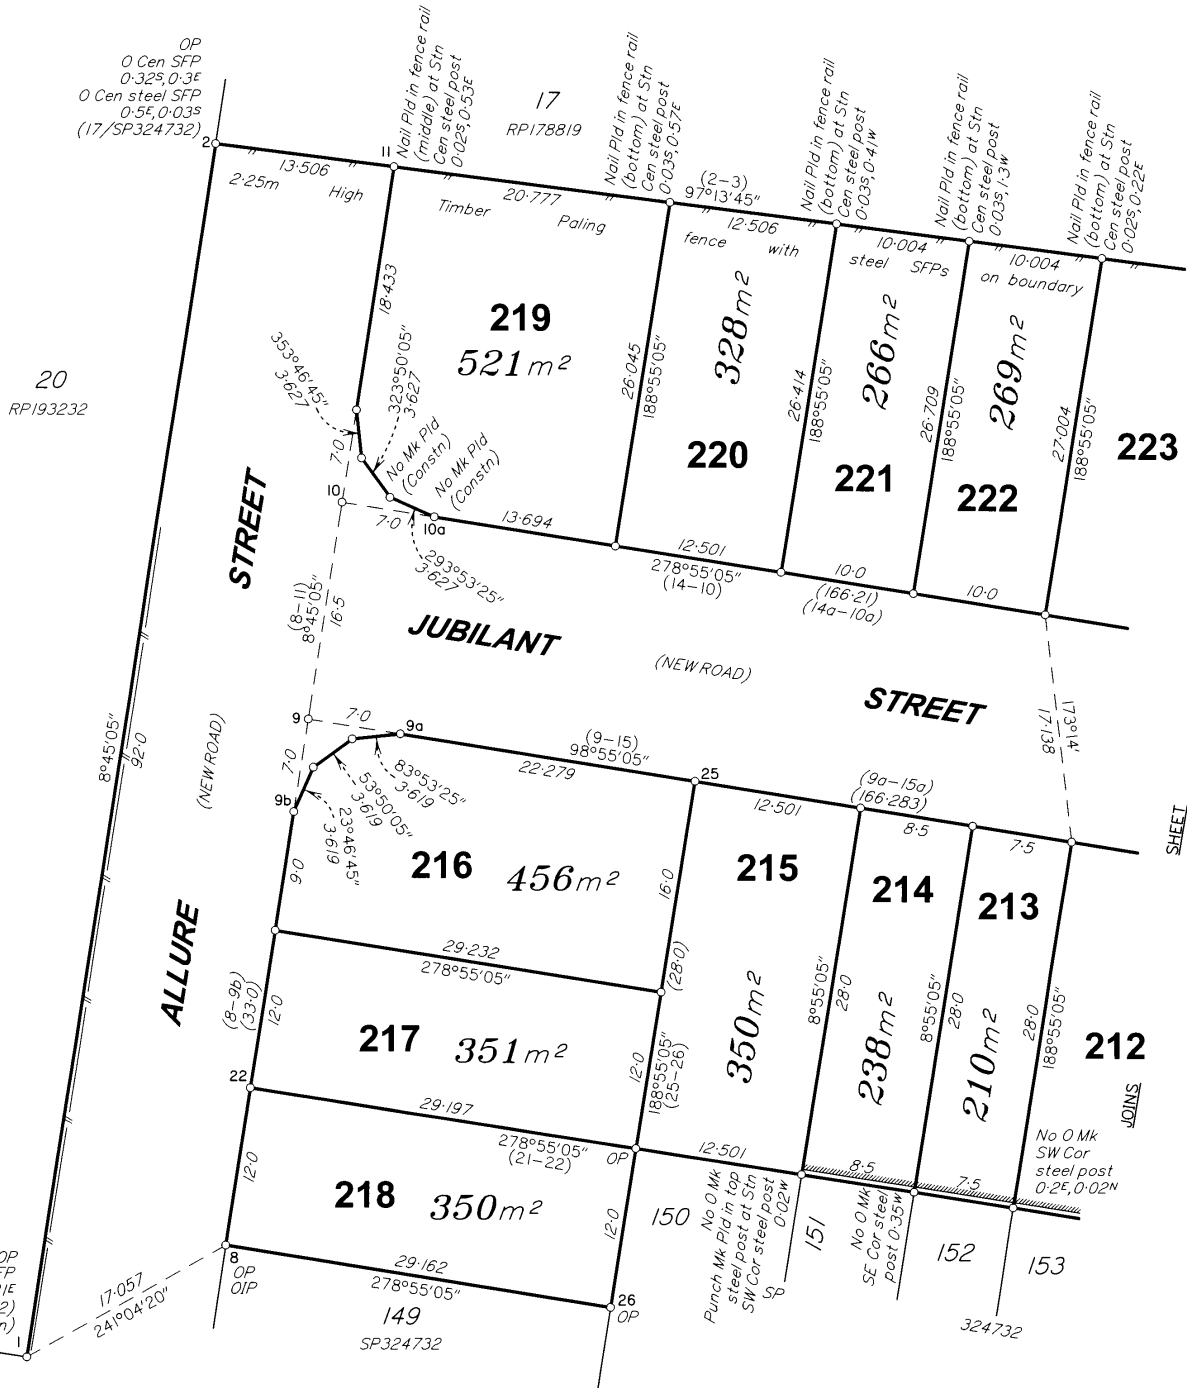 OP
O Cen SFP
0·32S,0·3E
O Cen steel SFP
0·5E,0·03S
(17/SP324732)
2
11
Nail Pld in fence rail
(middle) at Stn
Cen steel post
0·02S,0·53E
17
RP178819
Nail Pld in fence rail
(bottom) at Stn
Cen steel post
0·03S,0·57E
(2-3)
97°13'45"
Nail Pld in fence rail
(bottom) at Stn
Cen steel post
0·03S,0·41W
Nail Pld in fence rail
(bottom) at Stn
Cen steel post
0·03S,1·3W
Nail Pld in fence rail
(bottom) at Stn
Cen steel post
0·02S,0·22E
13·506
20·777
12·506
10·004
10·004
2·25m High Timber Paling fence with steel SFPs on boundary
18·433
219
521m²
26·045
188°55'05"
328m²
220
26·414
188°55'05"
266m²
221
26·709
188°55'05"
269m²
222
27·004
188°55'05"
223
20
RP193232
353°46'45"
3·627
323°50'05"
3·627
No Mk Pld
(Constn)
No Mk Pld
(Constn)
7·0
10
7·0
10a
293°53'25"
3·627
13·694
12·501
278°55'05"
(14-10)
10·0
(166·21)
(14a-10a)
10·0
STREET
(8-11)
8°45'05"
16·5
JUBILANT
(NEW ROAD)
STREET
173°14'
17·138
8°45'05"
92·0
(NEW ROAD)
9
7·0
9a
7·0
9b
83°53'25"
3·619
53°50'05"
3·619
23°46'45"
3·619
(9-15)
98°55'05"
22·279
25
12·501
(9a-15a)
(166·283)
8·5
7·5
SHEET
9·0
216
456m²
16·0
215
214
213
ALLURE
29·232
278°55'05"
(28·0)
(8-9b)
(33·0)
12·0
217
351m²
12·0
188°55'05"
(25-26)
350m²
8°55'05"
28·0
238m²
8°55'05"
28·0
210m²
28·0
188°55'05"
212
JOINS
22
29·197
278°55'05"
(21-22)
OP
12·501
8·5
7·5
No O Mk
SW Cor
steel post
0·2E,0·02N
12·0
218
350m²
12·0
150
No O Mk
Punch Mk Pld in top
steel post at Stn
SW Cor steel post
0·02W
SP
151
No O Mk
SE Cor steel
post 0·35W
152
153
324732
8
OP
OIP
29·162
278°55'05"
26
OP
149
SP324732
17·057
241°04'20"
1
OP